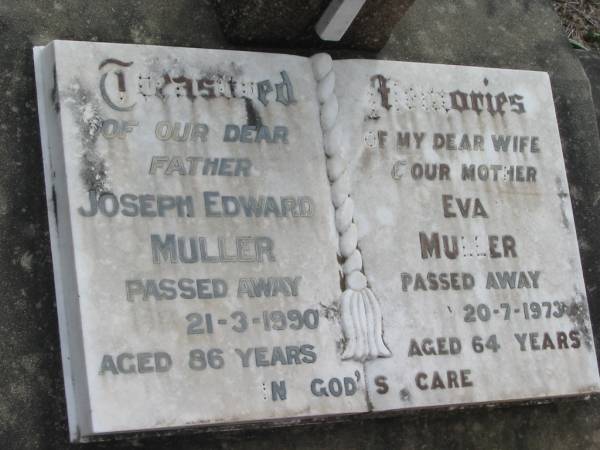 Treasured
OF OUR DEAR
FATHER
JOSEPH EDWARD
MULLER
PASSED AWAY
21-3-1990
AGED 86 YEARS
Memories
OF MY DEAR WIFE
& OUR MOTHER
EVA
MULLER
PASSED AWAY
20-7-1973
AGED 64 YEARS
IN GOD'S CARE